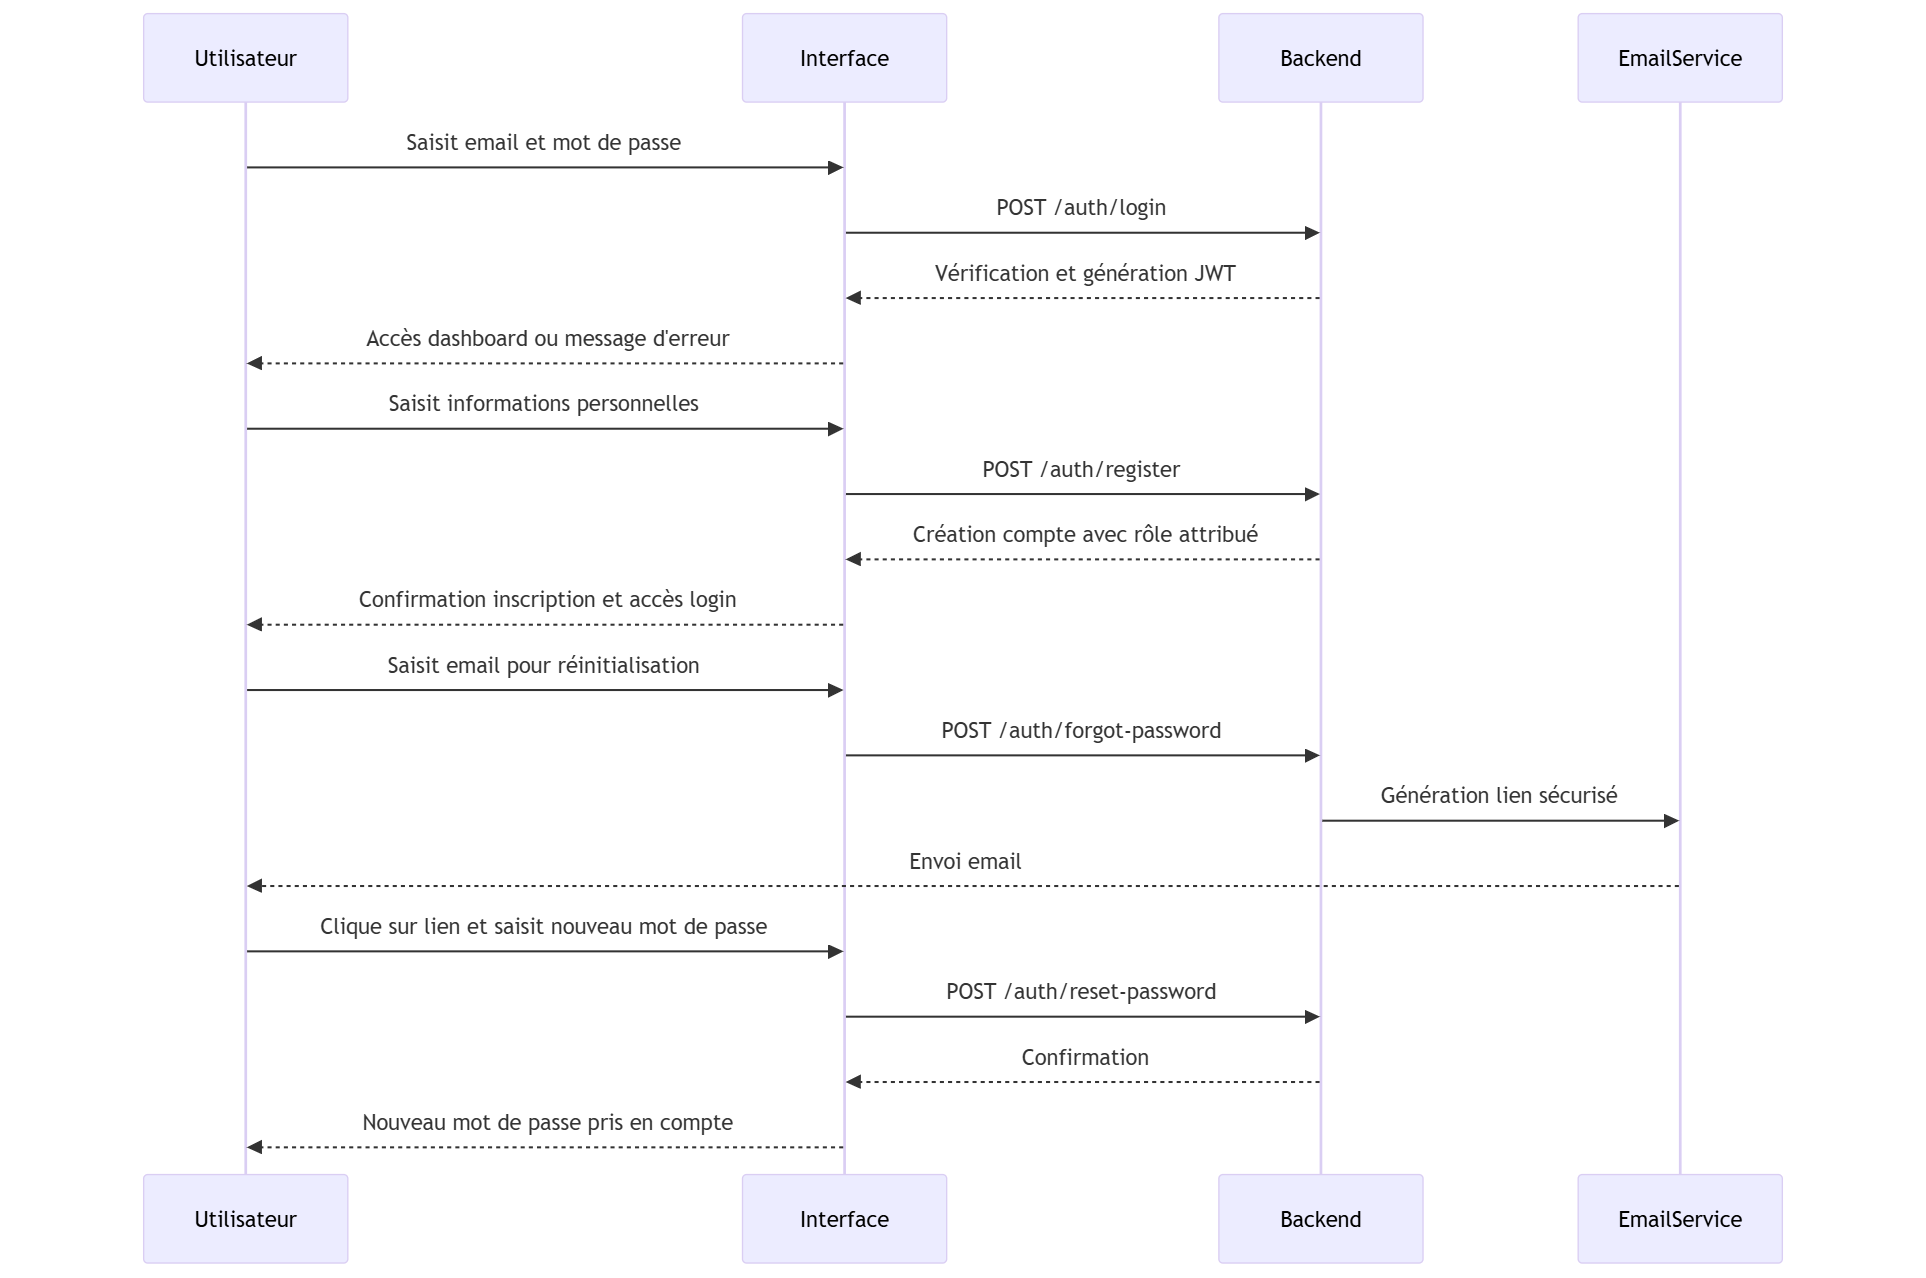 Utilisateur
Interface
Backend
EmailService
Saisit email et mot de passe
POST /auth/login
Vérification et génération JWT
Accès dashboard ou message d'erreur
Saisit informations personnelles
POST /auth/register
Création compte avec rôle attribué
Confirmation inscription et accès login
Saisit email pour réinitialisation
POST /auth/forgot-password
Génération lien sécurisé
Envoi email
Clique sur lien et saisit nouveau mot de passe
POST /auth/reset-password
Confirmation
Nouveau mot de passe pris en compte
Utilisateur
Interface
Backend
EmailService